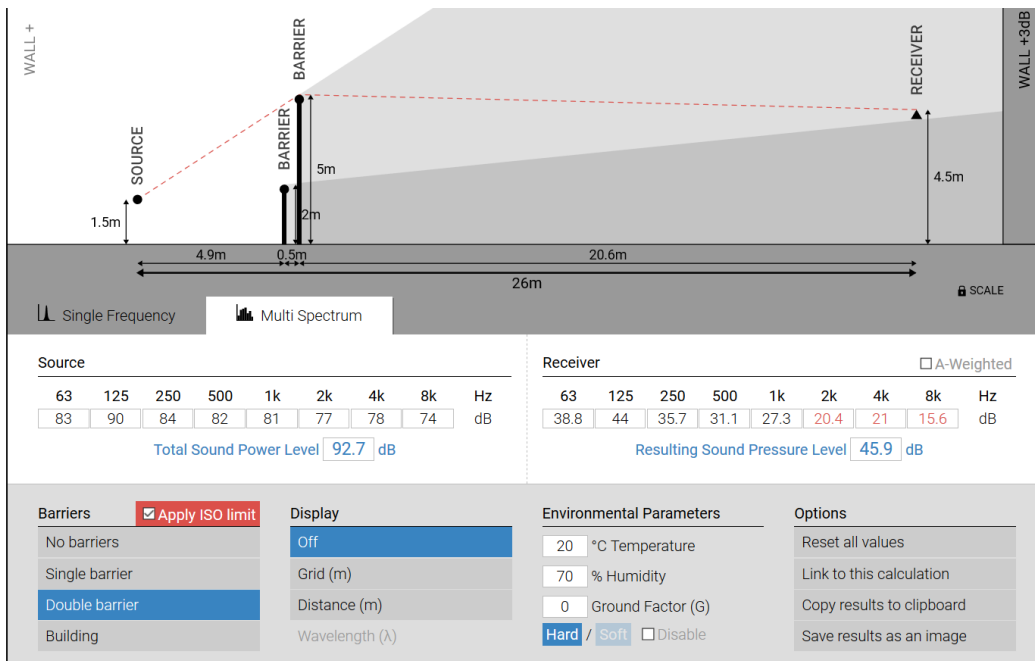 WALL +
BARRIER
RECEIVER
WALL +3dB
SOURCE
BARRIER
5m
4.5m
2m
1.5m
4.9m 0.5m 20.6m
26m
SCALE
Single Frequency Multi Spectrum
Source
63 125 250 500 1k 2k 4k 8k Hz
83 90 84 82 81 77 78 74 dB
Total Sound Power Level 92.7 dB
Receiver A-Weighted
63 125 250 500 1k 2k 4k 8k Hz
38.8 44 35.7 31.1 27.3 20.4 21 15.6 dB
Resulting Sound Pressure Level 45.9 dB
Barriers Apply ISO limit
No barriers
Single barrier
Double barrier
Building
Display
Off
Grid (m)
Distance (m)
Wavelength (λ)
Environmental Parameters
20 °C Temperature
70 % Humidity
0 Ground Factor (G)
Hard / Soft Disable
Options
Reset all values
Link to this calculation
Copy results to clipboard
Save results as an image